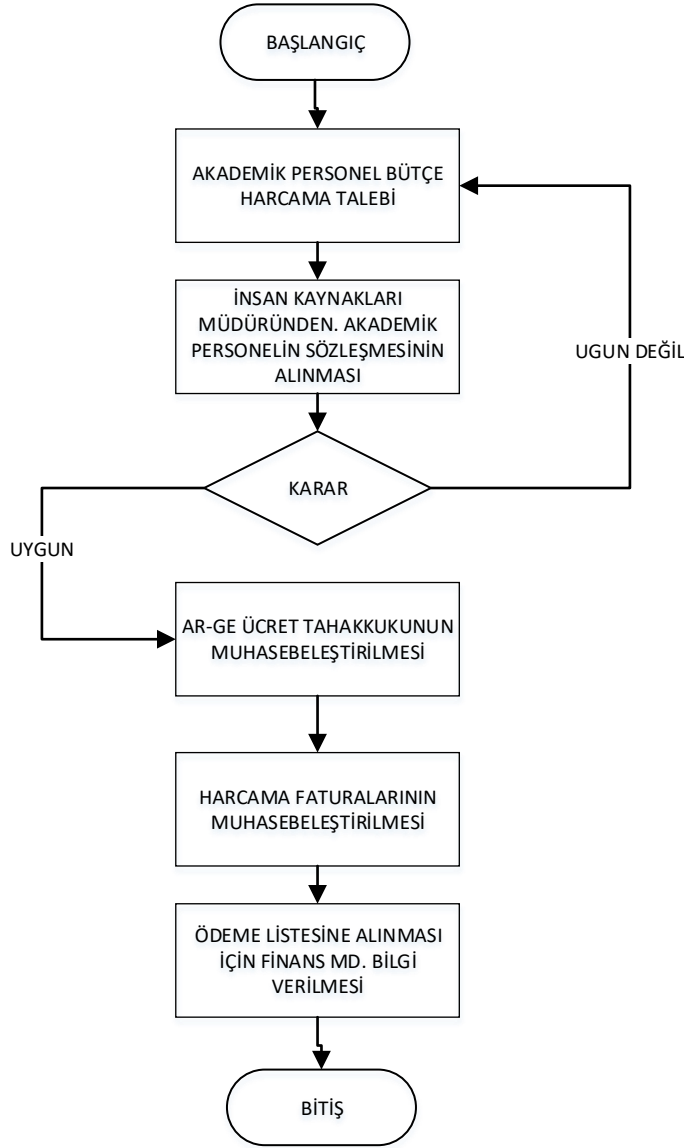 BAŞLANGIÇ
AKADEMİK PERSONEL BÜTÇE
HARCAMA TALEBİ
İNSAN KAYNAKLARI
MÜDÜRÜNDEN. AKADEMİK
PERSONELİN SÖZLEŞMESİNİN
ALINMASI
UGUN DEĞİL
KARAR
UYGUN
AR-GE ÜCRET TAHAKKUKUNUN
MUHASEBELEŞTİRİLMESİ
HARCAMA FATURALARININ
MUHASEBELEŞTİRİLMESİ
ÖDEME LİSTESİNE ALINMASI
İÇİN FİNANS MD. BİLGİ
VERİLMESİ
BİTİŞ